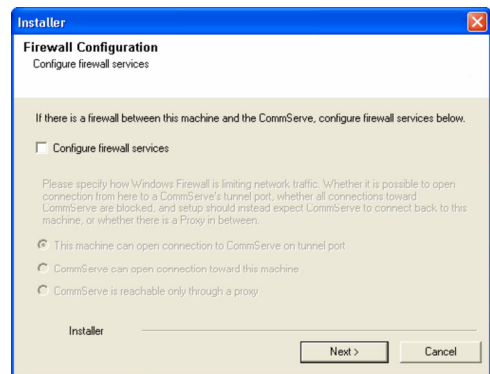 Installer
Firewall Configuration
Configure firewall services
If there is a firewall between this machine and the CommServe, configure firewall services below.
Configure firewall services
Please specify how Windows Firewall is limiting network traffic. Whether it is possible to open
connection from here to a CommServe's tunnel port, whether all connections toward
CommServe are blocked, and setup should instead expect CommServe to connect back to this
machine, or whether there is a Proxy in between.
This machine can open connection to CommServe on tunnel port
CommServe can open connection toward this machine
CommServe is reachable only through a proxy
Installer
Next >
Cancel